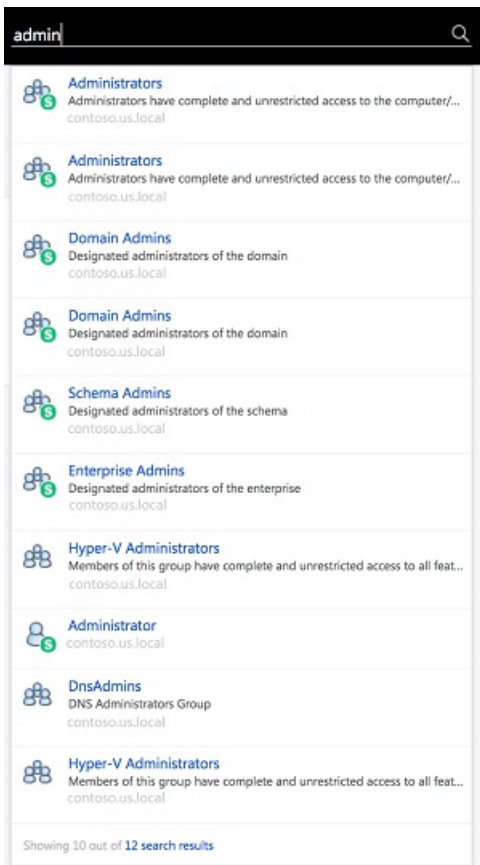 admin
Administrators
Administrators have complete and unrestricted access to the computer/...
contoso.us.local
Administrators
Administrators have complete and unrestricted access to the computer/...
contoso.us.local
Domain Admins
Designated administrators of the domain
contoso.us.local
Domain Admins
Designated administrators of the domain
contoso.us.local
Schema Admins
Designated administrators of the schema
contoso.us.local
Enterprise Admins
Designated administrators of the enterprise
contoso.us.local
Hyper-V Administrators
Members of this group have complete and unrestricted access to all feat...
contoso.us.local
Administrator
contoso.us.local
DnsAdmins
DNS Administrators Group
contoso.us.local
Hyper-V Administrators
Members of this group have complete and unrestricted access to all feat...
contoso.us.local
Showing 10 out of 12 search results